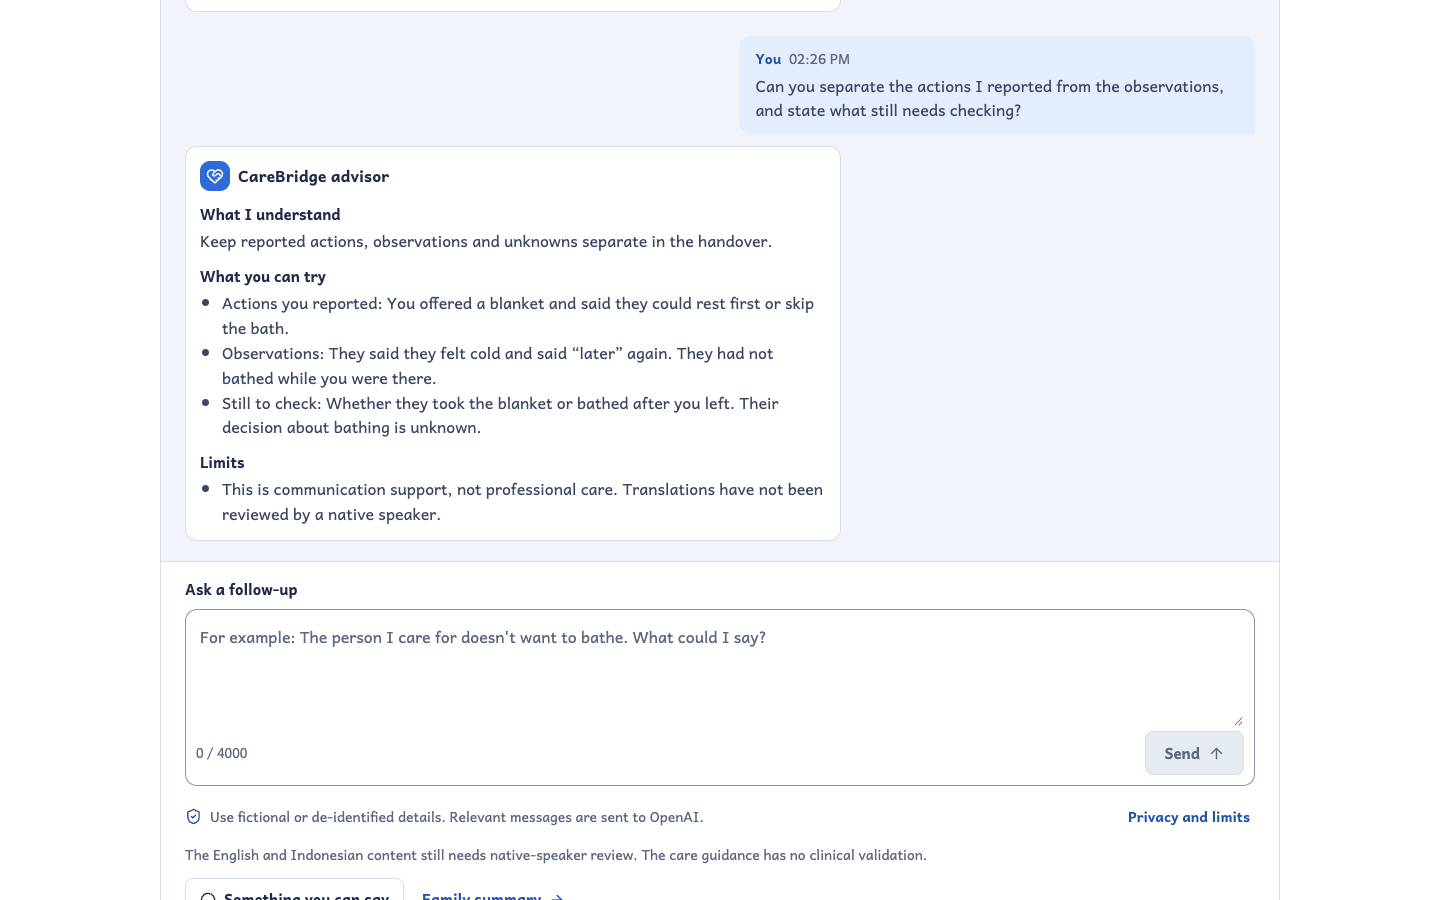 You 02:26 PM
Can you separate the actions I reported from the observations,
and state what still needs checking?
CareBridge advisor
What I understand
Keep reported actions, observations and unknowns separate in the handover.
What you can try
Actions you reported: You offered a blanket and said they could rest first or skip
the bath.
Observations: They said they felt cold and said “later” again. They had not
bathed while you were there.
Still to check: Whether they took the blanket or bathed after you left. Their
decision about bathing is unknown.
Limits
This is communication support, not professional care. Translations have not been
reviewed by a native speaker.
Ask a follow-up
For example: The person I care for doesn't want to bathe. What could I say?
0 / 4000
Send
Use fictional or de-identified details. Relevant messages are sent to OpenAI.
Privacy and limits
The English and Indonesian content still needs native-speaker review. The care guidance has no clinical validation.
Something you can say
Family summary